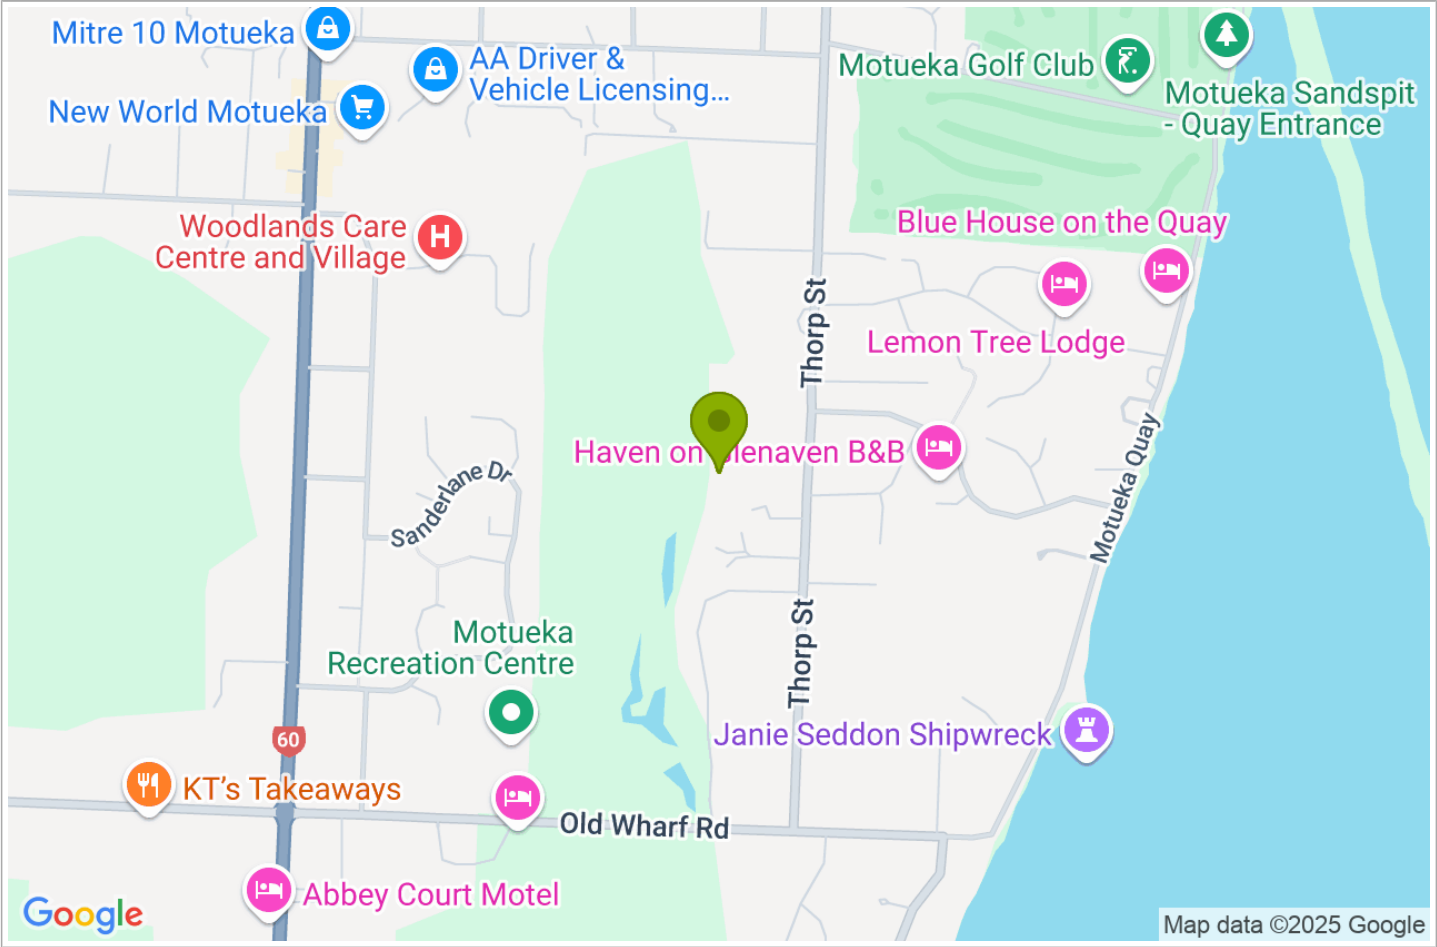 Mitre 10 Motueka
AA Driver &
Vehicle Licensing...
New World Motueka
Motueka Golf Club
Motueka Sandspit
- Quay Entrance
Woodlands Care
Centre and Village
Blue House on the Quay
Thorp St
Lemon Tree Lodge
Haven on Glenaven B&B
Motueka Quay
Sanderlane Dr
Motueka
Recreation Centre
Thorp St
60
Janie Seddon Shipwreck
KT's Takeaways
Old Wharf Rd
Abbey Court Motel
Google
Map data ©2025 Google
H